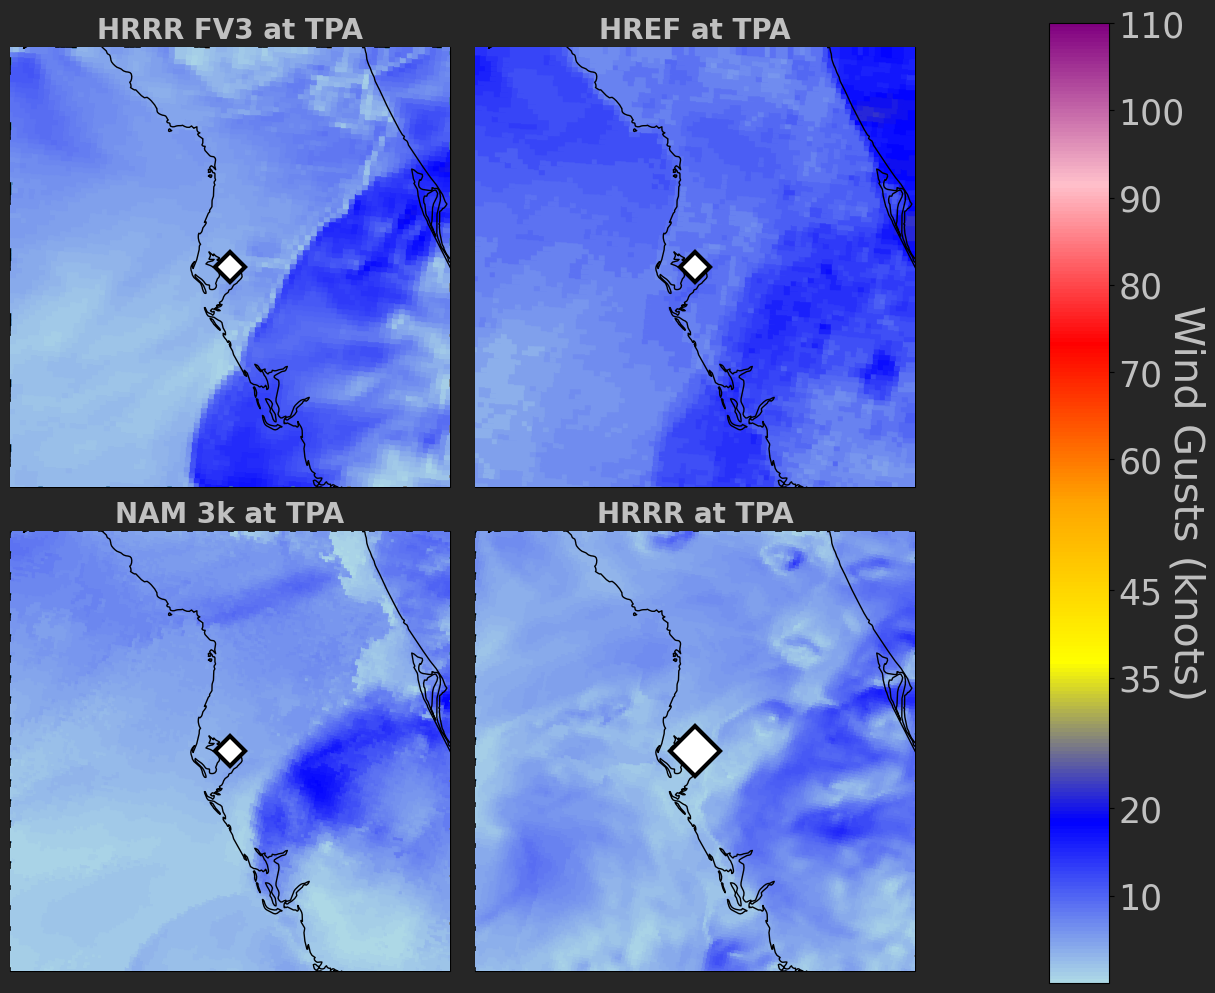 HRRR FV3 at TPA
HREF at TPA
NAM 3k at TPA
HRRR at TPA
110
100
90
80
70
60
45
35
20
10
Wind Gusts (knots)